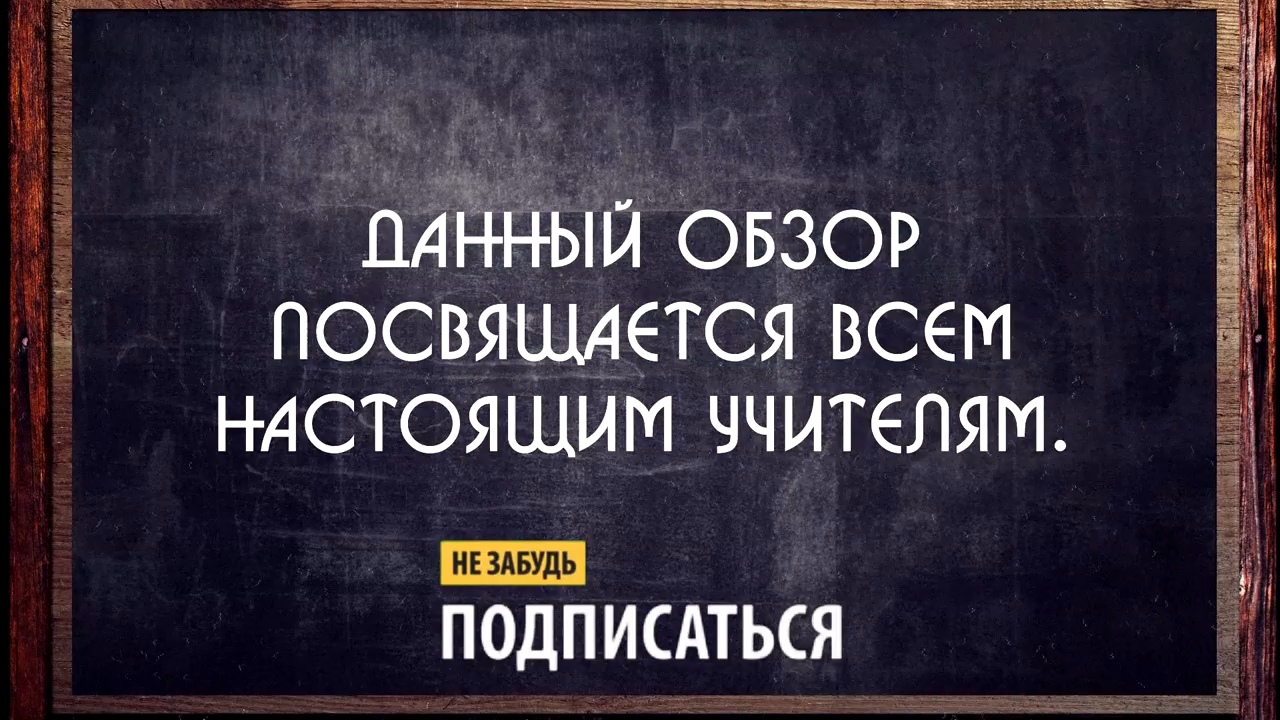 ДАННЫЙ ОБЗОР
ПОСВЯЩАЕТСЯ ВСЕМ
НАСТОЯЩИМ УЧИТЕЛЯМ.
НЕ ЗАБУДЬ
ПОДПИСАТЬСЯ